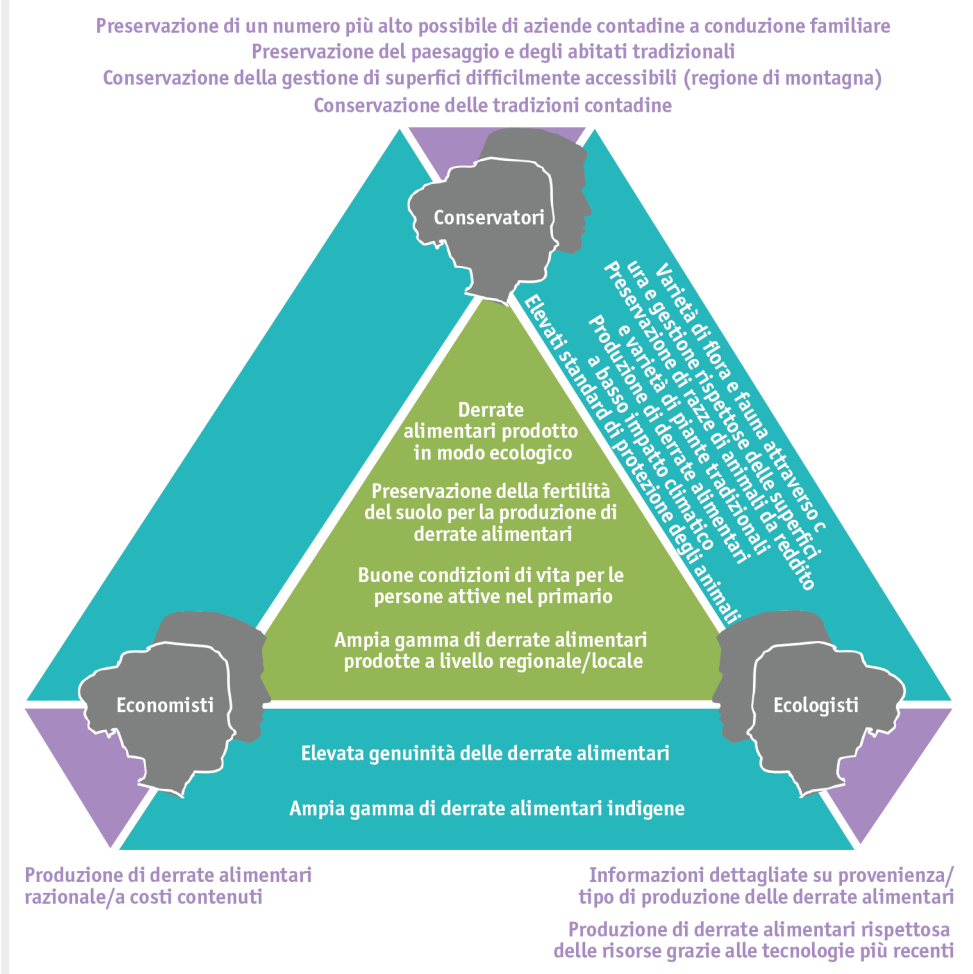 Preservazione di un numero più alto possibile di aziende contadine a conduzione familiare
Preservazione del paesaggio e degli abitati tradizionali
Conservazione della gestione di superfici difficilmente accessibili (regione di montagna)
Conservazione delle tradizioni contadine
Conservatori
Varietà di flora e fauna attraverso c
ura e gestione rispettose delle superfici
Preservazione di razze di animali da reddito
e varietà di piante tradizionali
Produzione di derrate alimentari
a basso impatto climatico
Elevati standard di protezione degli animali
Derrate
alimentari prodotto
in modo ecologico
Preservazione della fertilità
del suolo per la produzione di
derrate alimentari
Buone condizioni di vita per le
persone attive nel primario
Ampia gamma di derrate alimentari
prodotte a livello regionale/locale
Economisti
Ecologisti
Elevata genuinità delle derrate alimentari
Ampia gamma di derrate alimentari indigene
Produzione di derrate alimentari
razionale/a costi contenuti
Informazioni dettagliate su provenienza/
tipo di produzione delle derrate alimentari
Produzione di derrate alimentari rispettosa
delle risorse grazie alle tecnologie più recenti